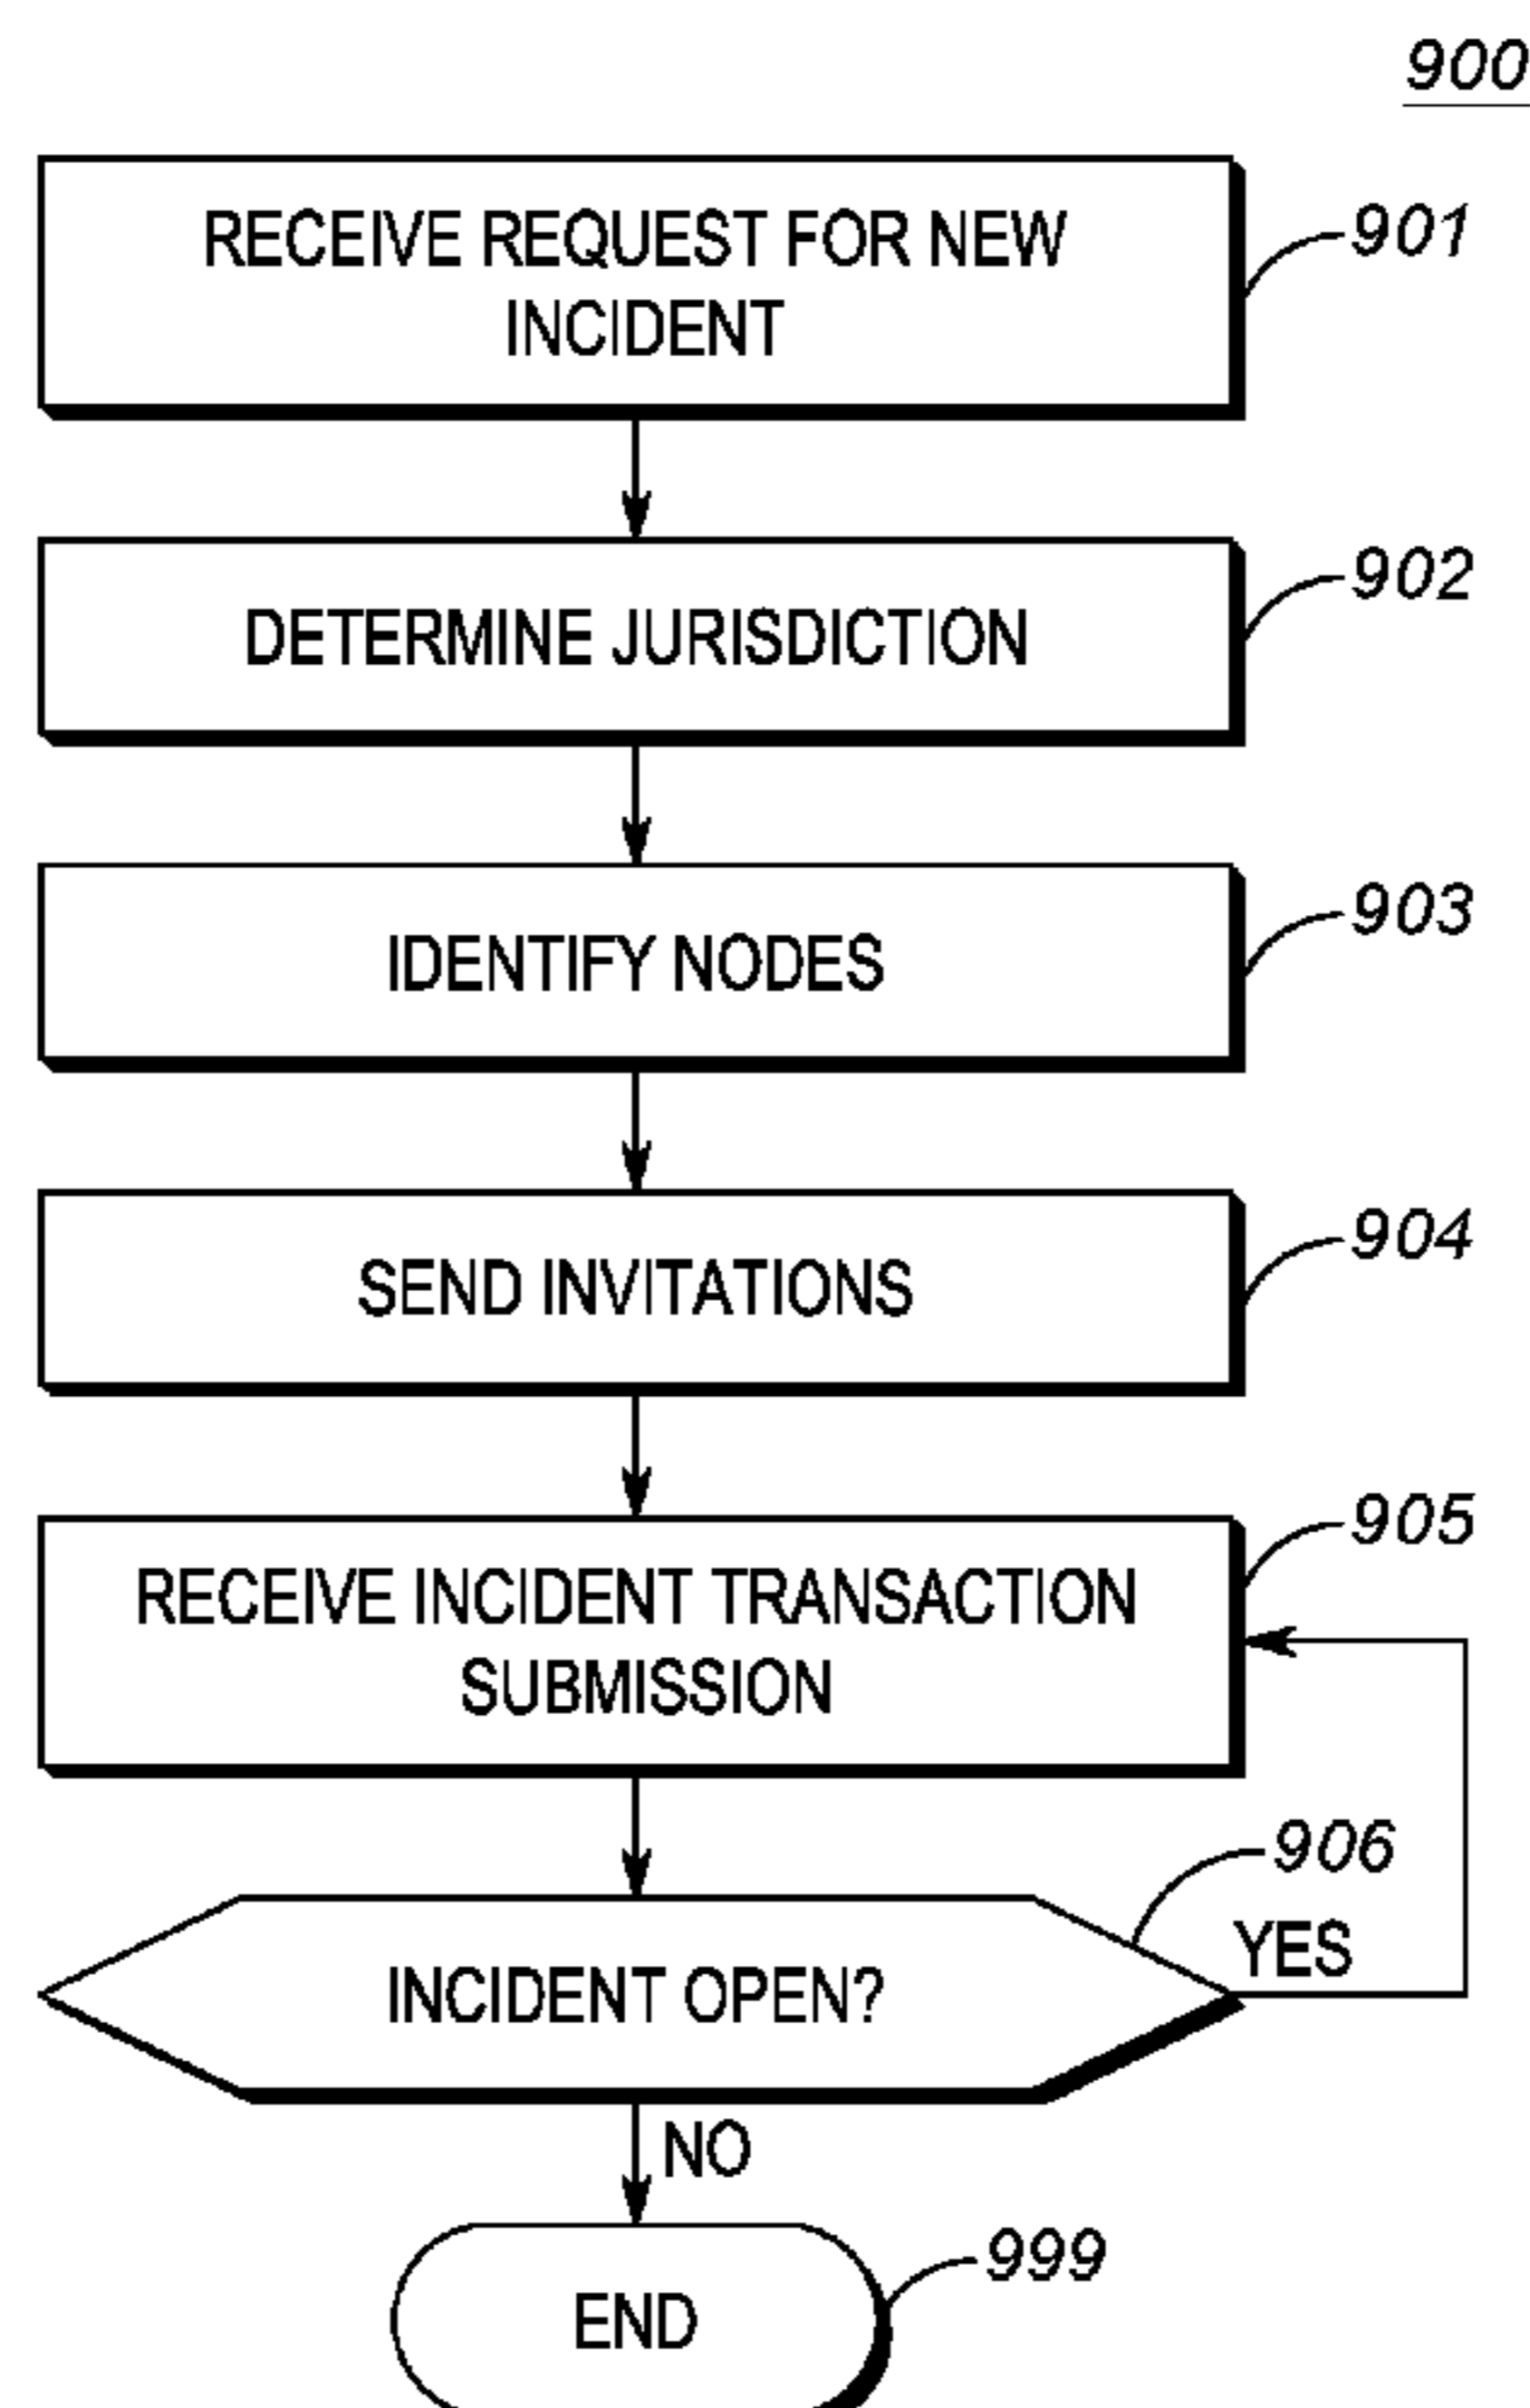 900
RECEIVE REQUEST FOR NEW
INCIDENT
901
DETERMINE JURISDICTION
902
IDENTIFY NODES
903
SEND INVITATIONS
904
RECEIVE INCIDENT TRANSACTION
SUBMISSION
905
INCIDENT OPEN?
906
YES
NO
END
999